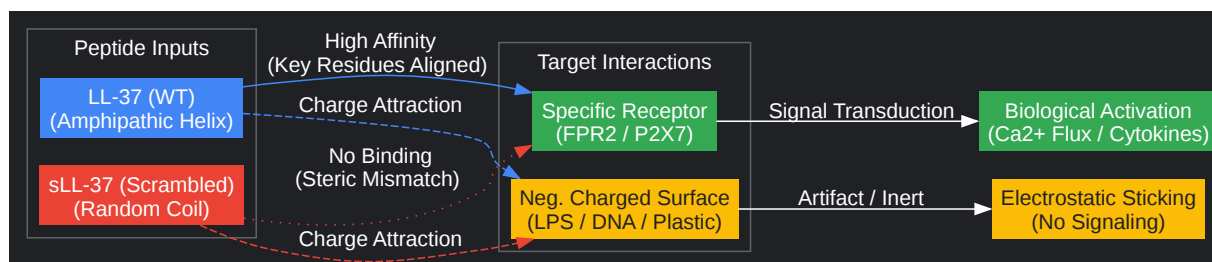 Peptide Inputs
LL-37 (WT)
(Amphipathic Helix)
sLL-37 (Scrambled)
(Random Coil)
High Affinity
(Key Residues Aligned)
Charge Attraction
No Binding
(Steric Mismatch)
Charge Attraction
Target Interactions
Specific Receptor
(FPR2 / P2X7)
Neg. Charged Surface
(LPS / DNA / Plastic)
Signal Transduction
Artifact / Inert
Biological Activation
(Ca2+ Flux / Cytokines)
Electrostatic Sticking
(No Signaling)